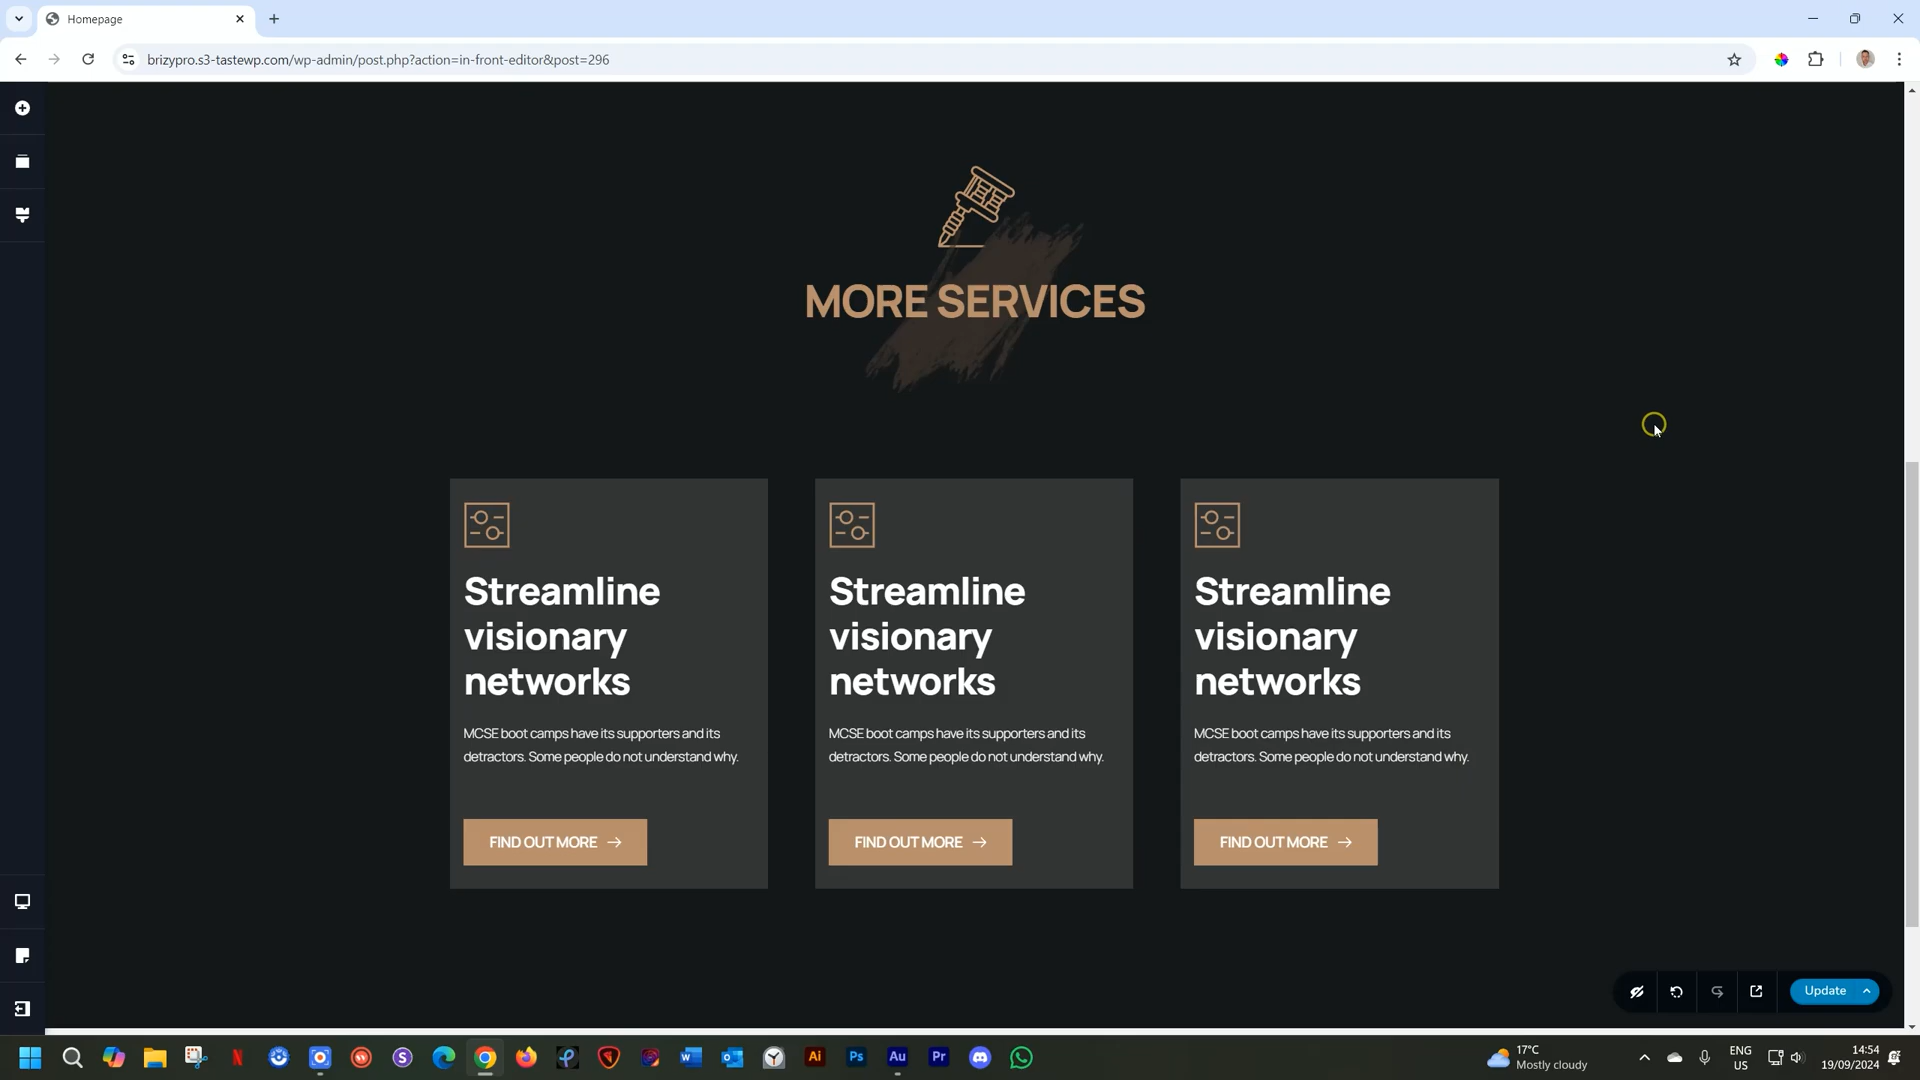 Homepage
brizypro.s3-tastewp.com/wp-admin/post.php?action=in-front-editor&post=296
MORE SERVICES
Streamline
visionary
networks
MCSE boot camps have its supporters and its
detractors. Some people do not understand why.
FIND OUT MORE
Streamline
visionary
networks
MCSE boot camps have its supporters and its
detractors. Some people do not understand why.
FIND OUT MORE
Streamline
visionary
networks
MCSE boot camps have its supporters and its
detractors. Some people do not understand why.
FIND OUT MORE
Update
17°C
Mostly cloudy
ENG
US
14:54
19/09/2024